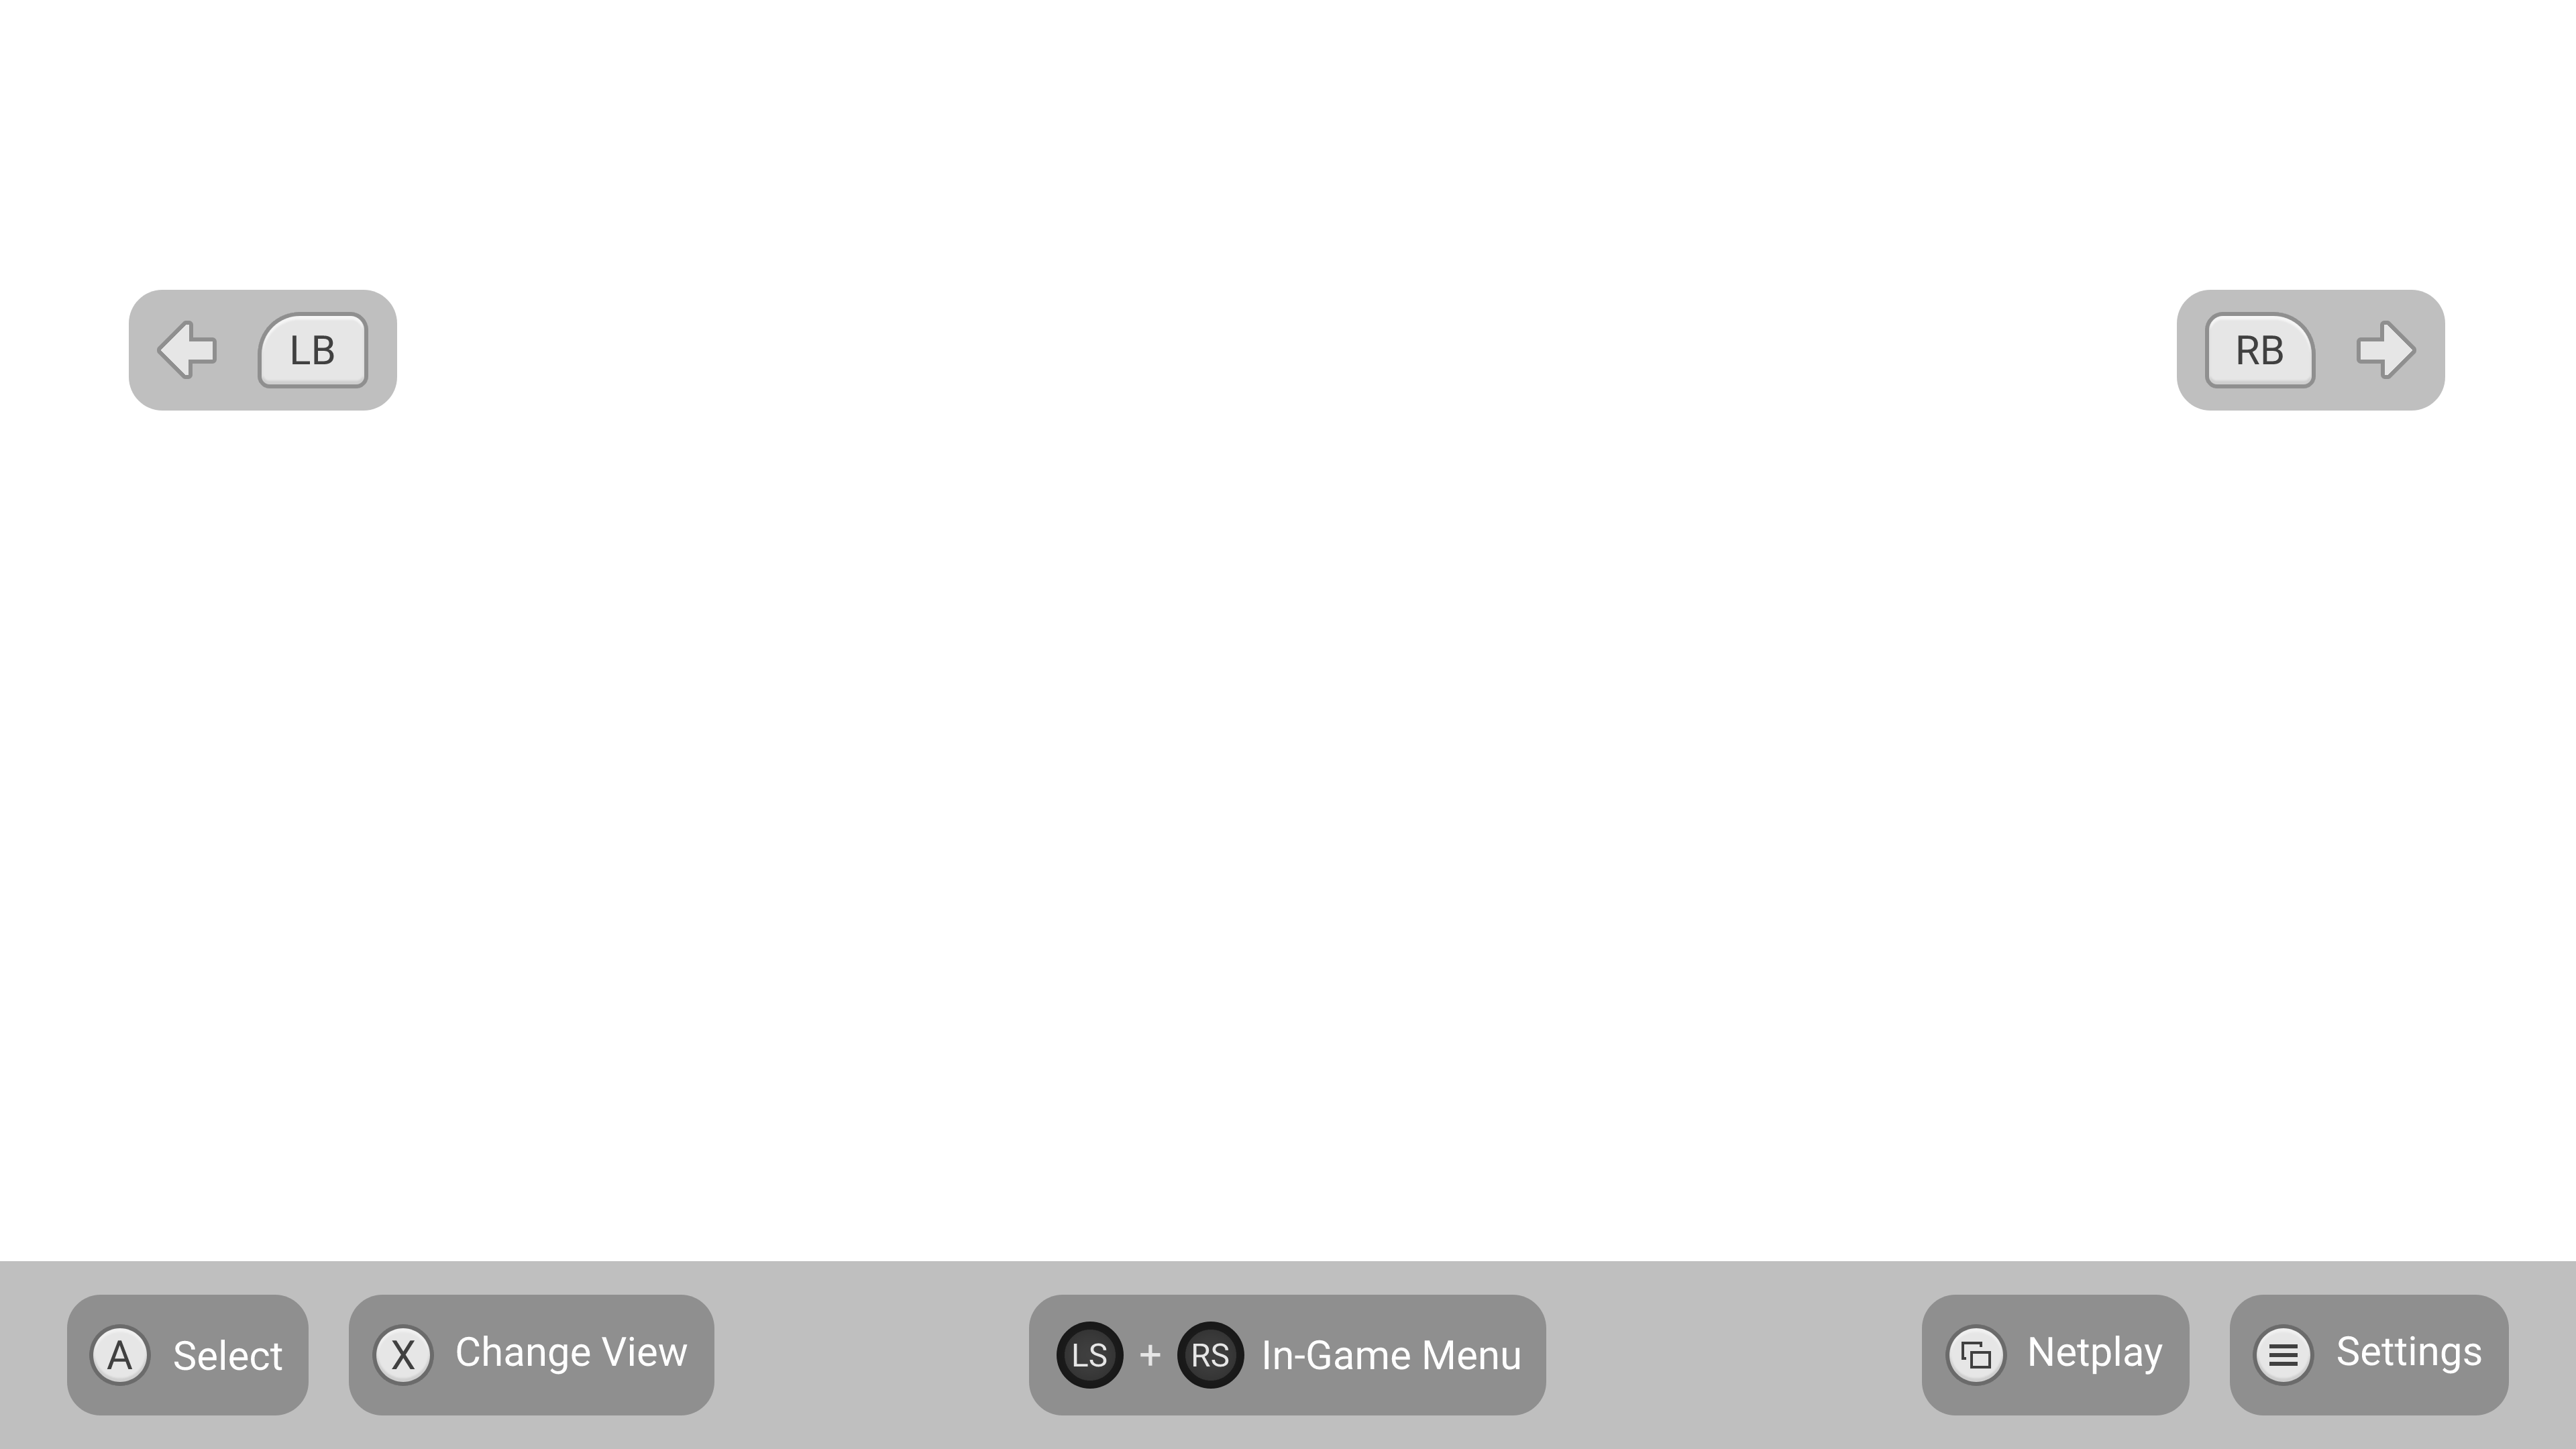 LB
RB
A Select
X Change View
LS + RS In-Game Menu
Netplay
Settings